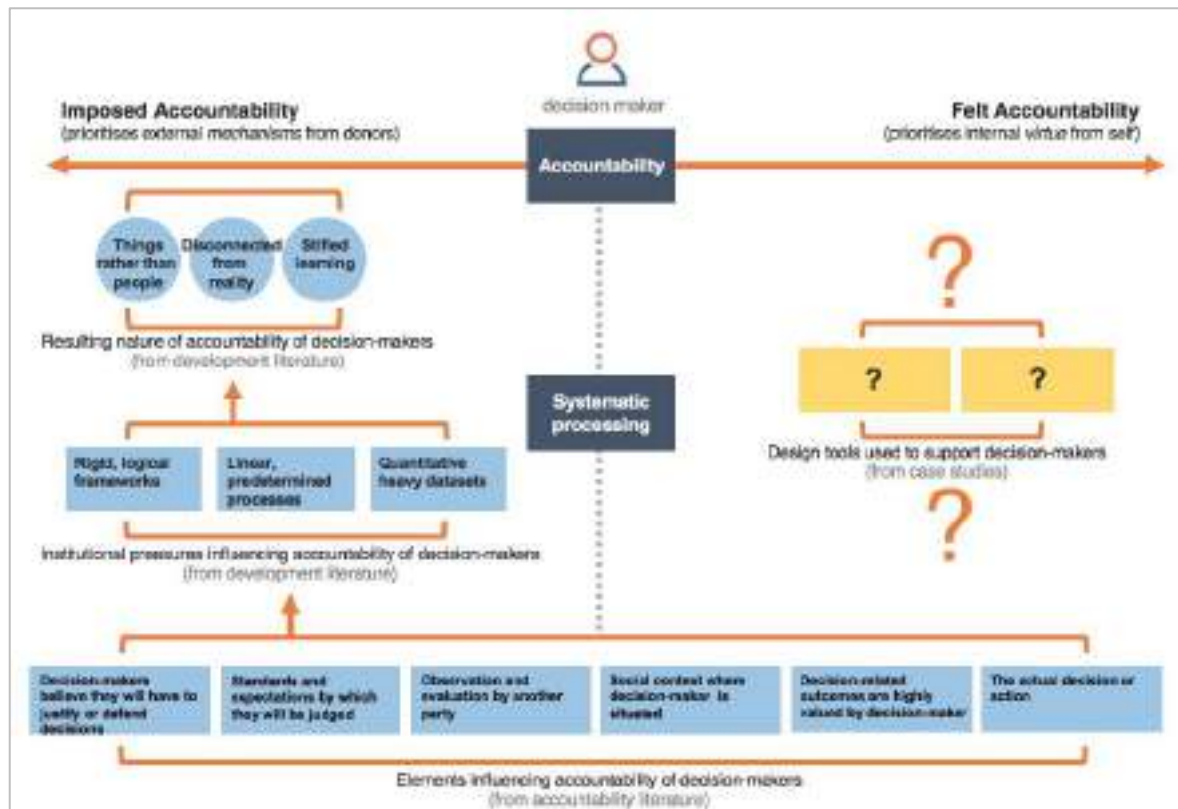 decision maker
Imposed Accountability
(prioritises external mechanisms from donors)
Felt Accountability
(prioritises internal virtue from self)
Accountability
Things
rather than
people
Disconnected
from
reality
Stifled
learning
Resulting nature of accountability of decision-makers
(from development literature)
?
?
?
Systematic
processing
Design tools used to support decision-makers
(from case studies)
?
Rigid, logical
frameworks
Linear,
predetermined
processes
Quantitative
heavy datasets
Institutional pressures influencing accountability of decision-makers
(from development literature)
Decision-makers
believe they will have to
justify or defend
decisions
Standards and
expectations by which
they will be judged
Observation and
evaluation by another
party
Social context where
decision-maker is
situated
Decision-related
outcomes are highly
valued by decision-maker
The actual decision or
action
Elements influencing accountability of decision-makers
(from accountability literature)